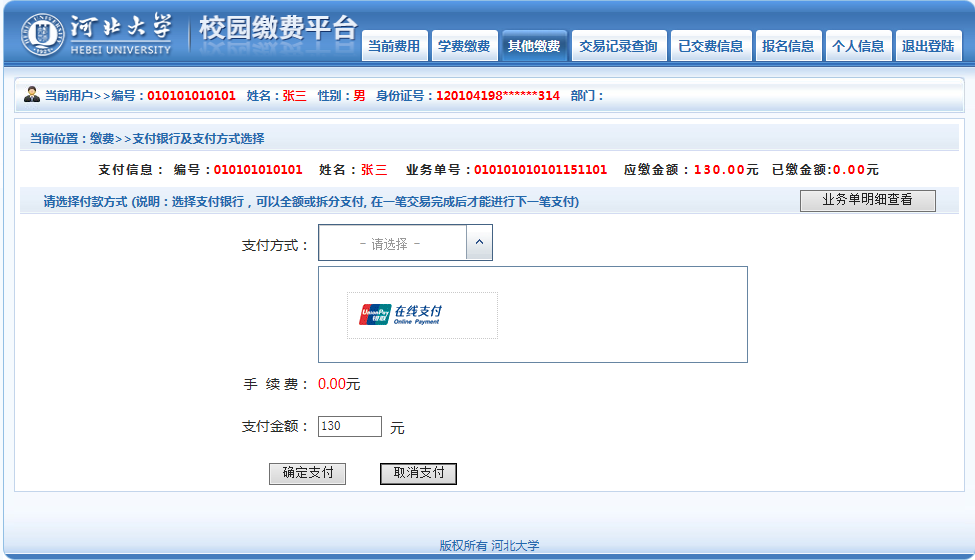 河北大学 校园缴费平台
HEBEI UNIVERSITY
当前费用 学费缴费 其他缴费 交易记录查询 已交费信息 报名信息 个人信息 退出登陆
当前用户>>编号：010101010101 姓名：张三 性别：男 身份证号：120104198******314 部门：
当前位置：缴费>>支付银行及支付方式选择
支付信息： 编号：010101010101 姓名：张三 业务单号：010101010101151101 应缴金额：130.00元 已缴金额:0.00元
请选择付款方式 (说明：选择支付银行，可以全额或拆分支付, 在一笔交易完成后才能进行下一笔支付) 业务单明细查看
支付方式： - 请选择 -
UnionPay 银联 在线支付
Online Payment
手 续 费： 0.00元
支付金额： 130 元
确定支付 取消支付
版权所有 河北大学